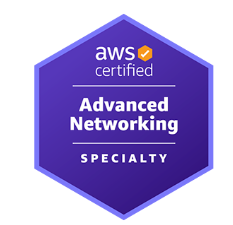 aws
certified
Advanced
Networking
SPECIALTY